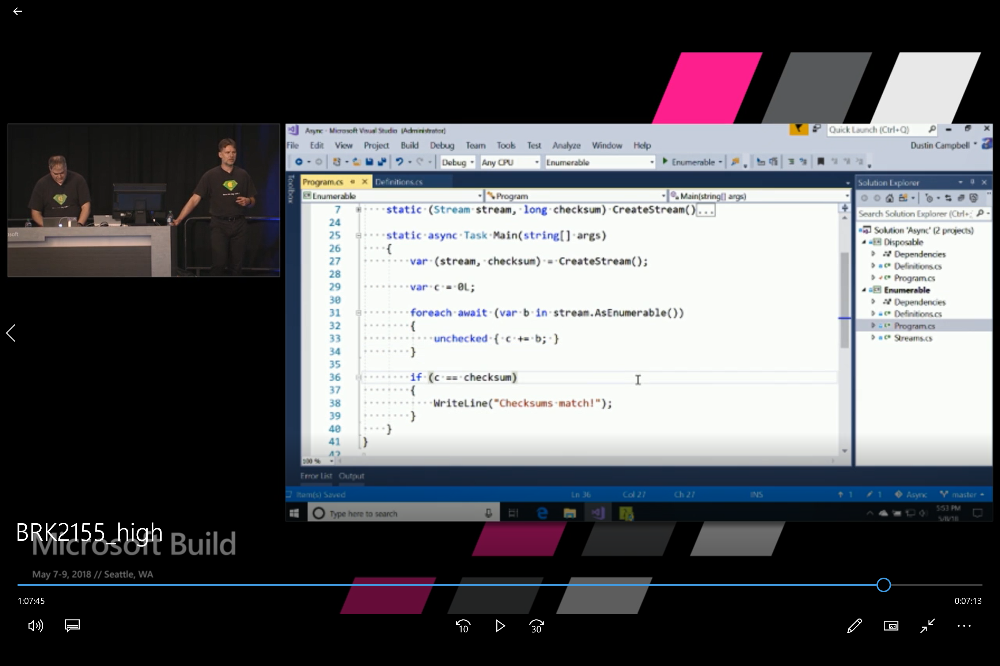 Async - Microsoft Visual Studio (Administrator)
Quick Launch (Ctrl+Q)
File Edit View Project Build Debug Team Tools Test Analyze Window Help
Dustin Campbell
Debug Any CPU Enumerable Enumerable
Toolbox
Program.cs Definitions.cs
Enumerable Program Main(string[] args)
7 static (Stream stream, long checksum) CreateStream()...
24
25 static async Task Main(string[] args)
26 {
27 var (stream, checksum) = CreateStream();
28
29 var c = 0L;
30
31 foreach await (var b in stream.AsEnumerable())
32 {
33 unchecked { c += b; }
34 }
35
36 if (c == checksum)
37 {
38 WriteLine("Checksums match!");
39 }
40 }
41 }
42
100 %
Solution Explorer
Search Solution Explorer (Ctrl+;
Solution 'Async' (2 projects)
Disposable
Dependencies
Definitions.cs
Program.cs
Enumerable
Dependencies
Definitions.cs
Program.cs
Streams.cs
Error List Output
Item(s) Saved Ln 36 Col 27 Ch 27 INS 1 1 Async master
Type here to search
5:53 PM
5/8/18
BRK2155_high
Microsoft Build
May 7-9, 2018 // Seattle, WA
1:07:45 0:07:13
10 30